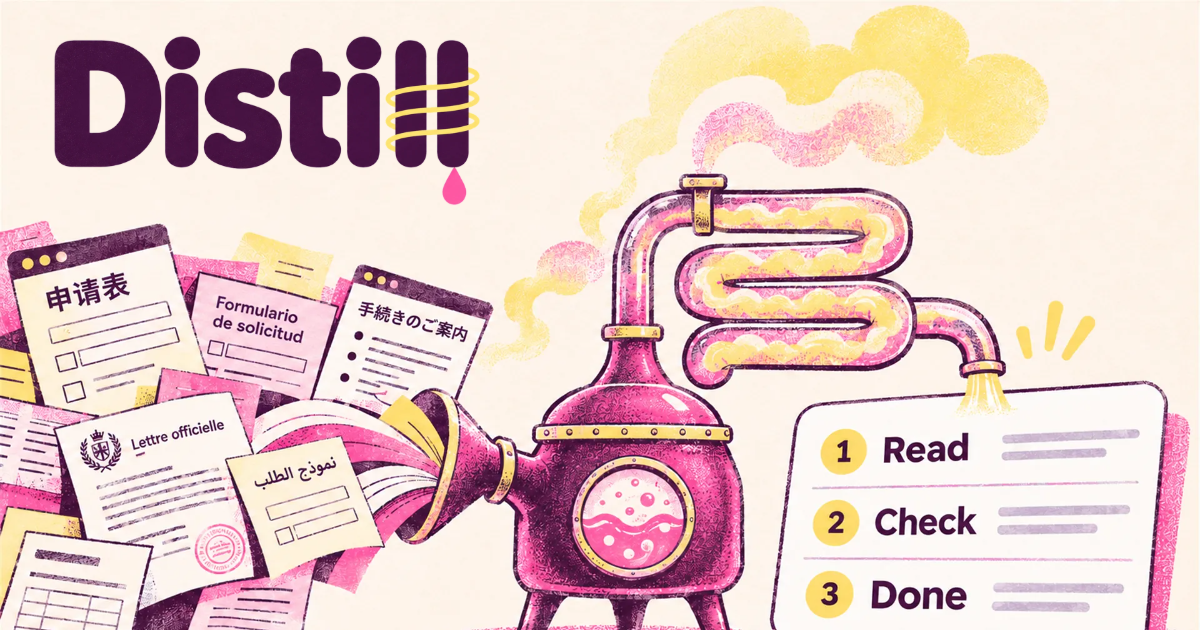 Distill
申请表
Formulario
de solicitud
手続きのご案内
Lettre officielle
نموذج الطلب
1 Read
2 Check
3 Done